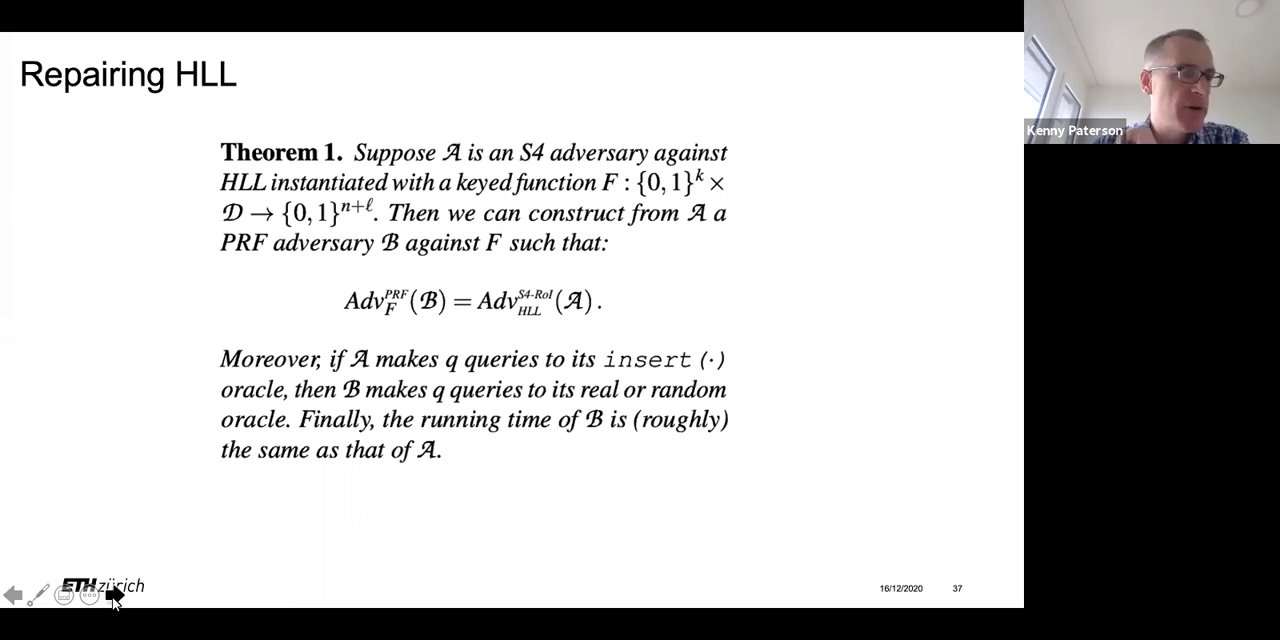 Repairing HLL
Kenny Paterson
Theorem 1. Suppose 𝒜 is an S4 adversary against
HLL instantiated with a keyed function F : {0,1}^k ×
𝒟 → {0,1}^{n+ℓ}. Then we can construct from 𝒜 a
PRF adversary ℬ against F such that:
Adv_F^{PRF}(ℬ) = Adv_{HLL}^{S4-RoI}(𝒜).
Moreover, if 𝒜 makes q queries to its insert(·)
oracle, then ℬ makes q queries to its real or random
oracle. Finally, the running time of ℬ is (roughly)
the same as that of 𝒜.
ETH zürich
16/12/2020
37